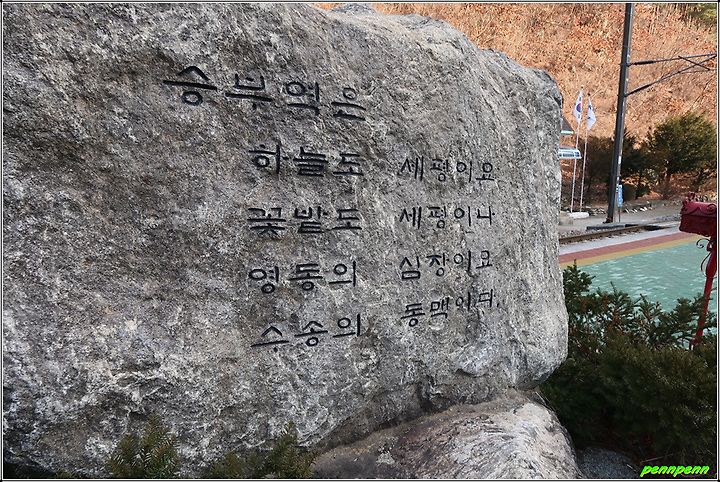 승부역은
하늘도 세평이요
꽃밭도 세평이나
영동의 심장이요
수송의 동맥이다.
pennpenn